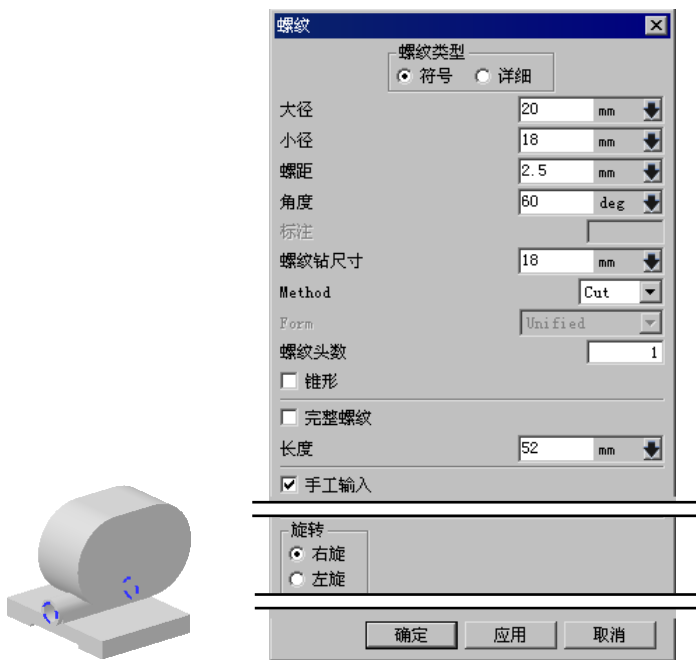 螺纹
螺纹类型
符号 详细
大径 20 mm
小径 18 mm
螺距 2.5 mm
角度 60 deg
标注
螺纹钻尺寸 18 mm
Method Cut
Form Unified
螺纹头数 1
锥形
完整螺纹
长度 52 mm
手工输入
旋转
右旋
左旋
确定 应用 取消